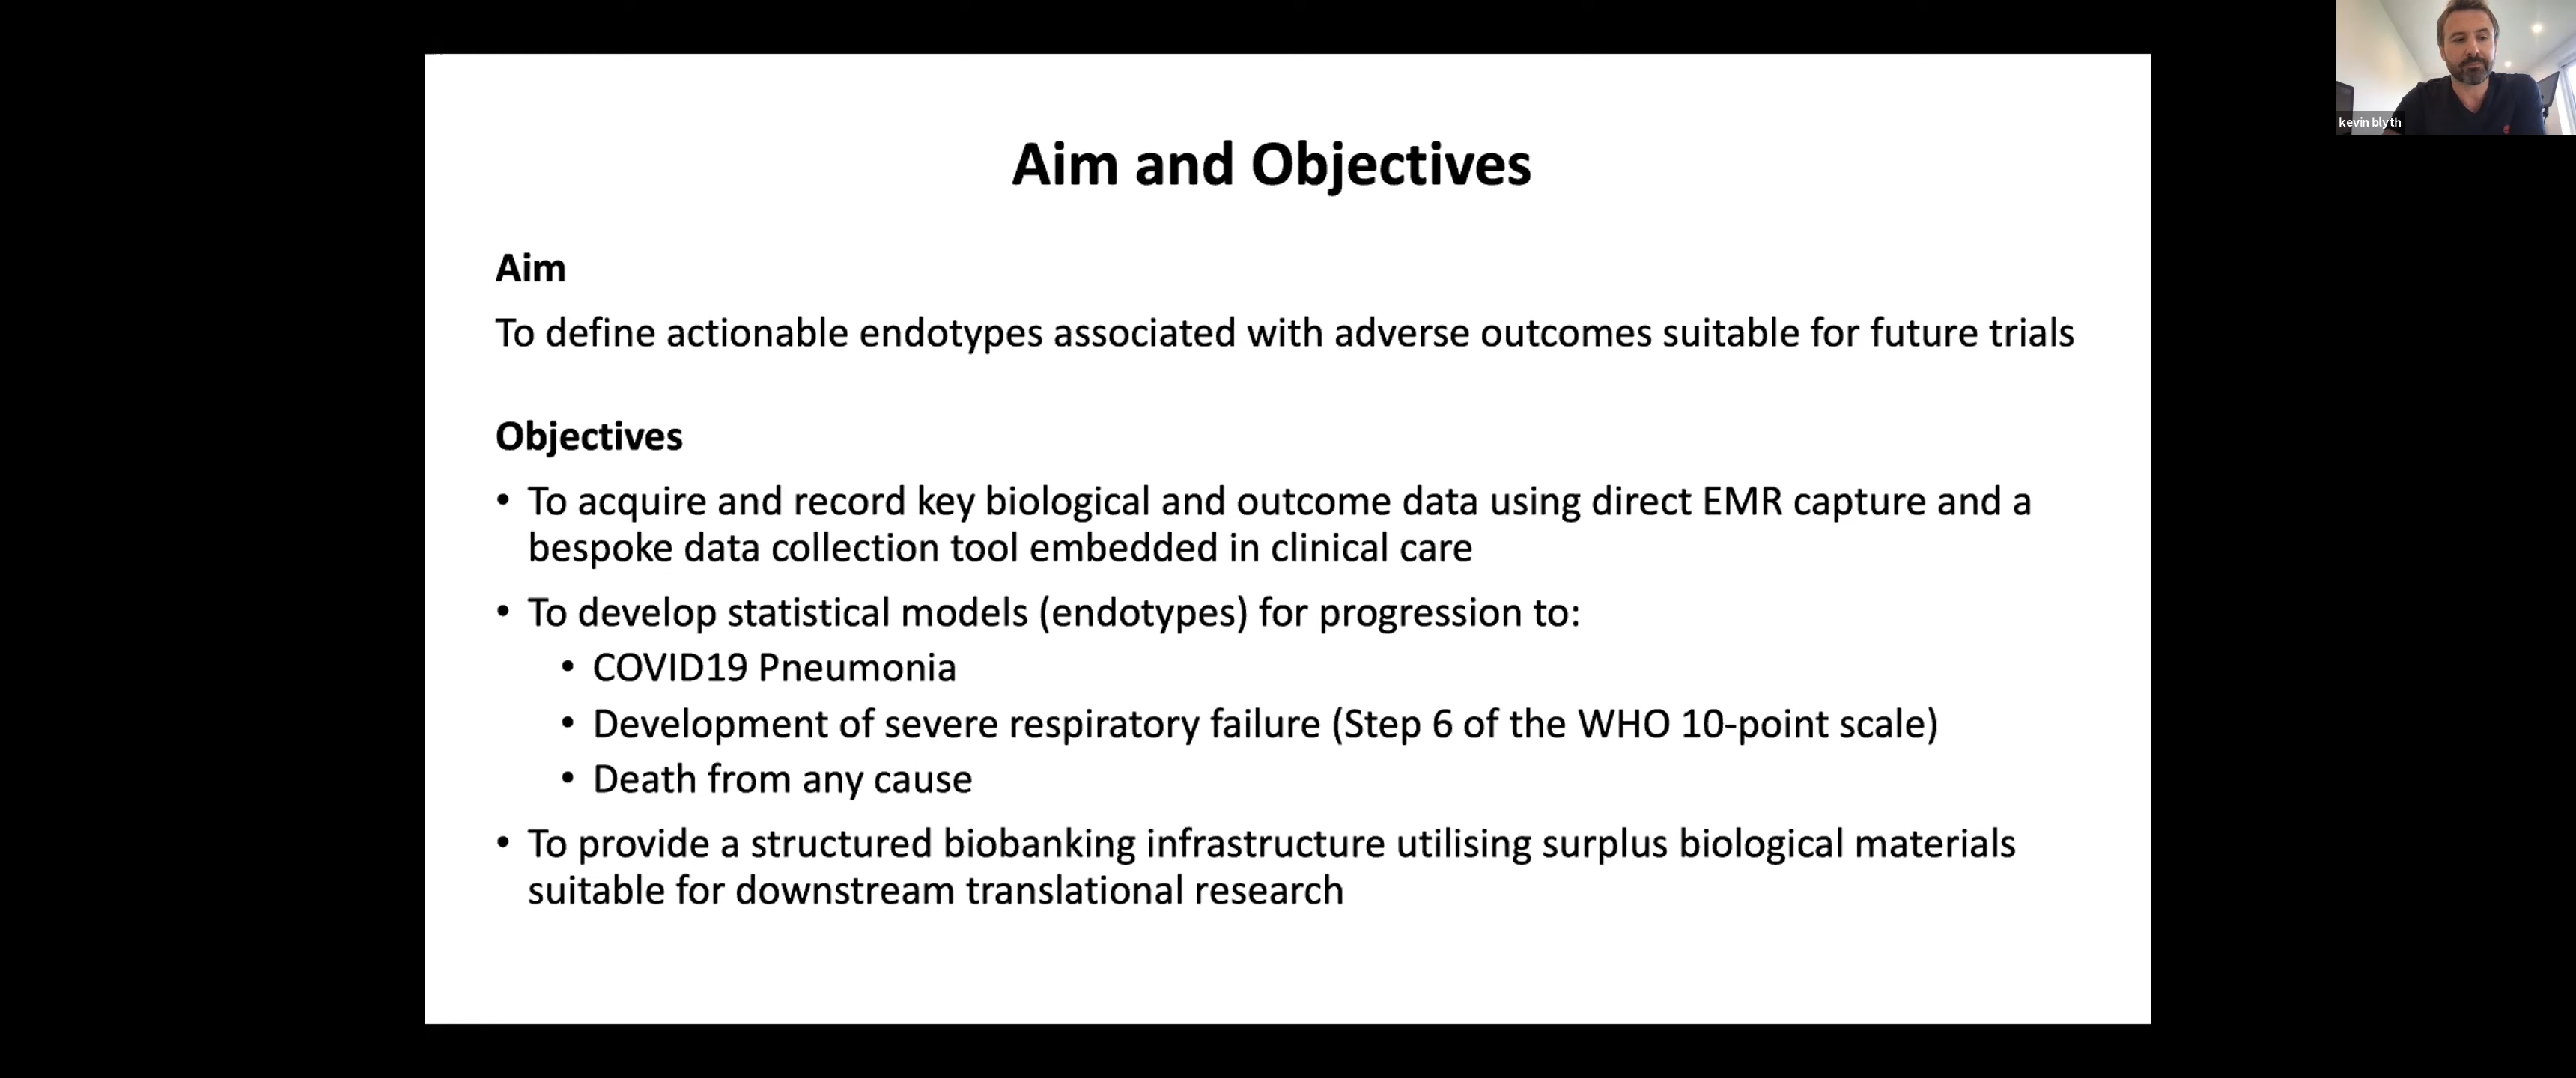 Aim and Objectives
Aim
To define actionable endotypes associated with adverse outcomes suitable for future trials
Objectives
• To acquire and record key biological and outcome data using direct EMR capture and a
bespoke data collection tool embedded in clinical care
• To develop statistical models (endotypes) for progression to:
• COVID19 Pneumonia
• Development of severe respiratory failure (Step 6 of the WHO 10-point scale)
• Death from any cause
• To provide a structured biobanking infrastructure utilising surplus biological materials
suitable for downstream translational research
kevin blyth